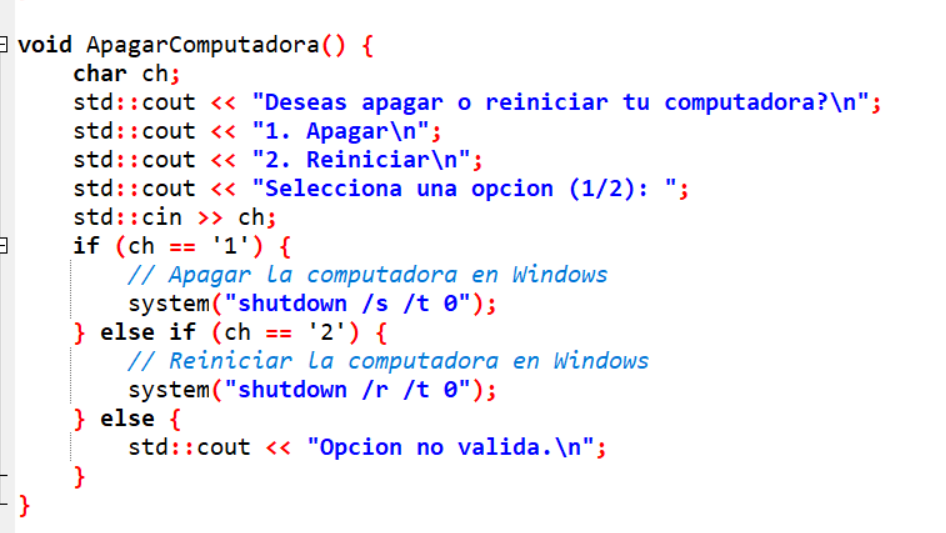 void ApagarComputadora() {
    char ch;
    std::cout << "Deseas apagar o reiniciar tu computadora?\n";
    std::cout << "1. Apagar\n";
    std::cout << "2. Reiniciar\n";
    std::cout << "Selecciona una opcion (1/2): ";
    std::cin >> ch;
    if (ch == '1') {
        // Apagar la computadora en Windows
        system("shutdown /s /t 0");
    } else if (ch == '2') {
        // Reiniciar la computadora en Windows
        system("shutdown /r /t 0");
    } else {
        std::cout << "Opcion no valida.\n";
    }
}